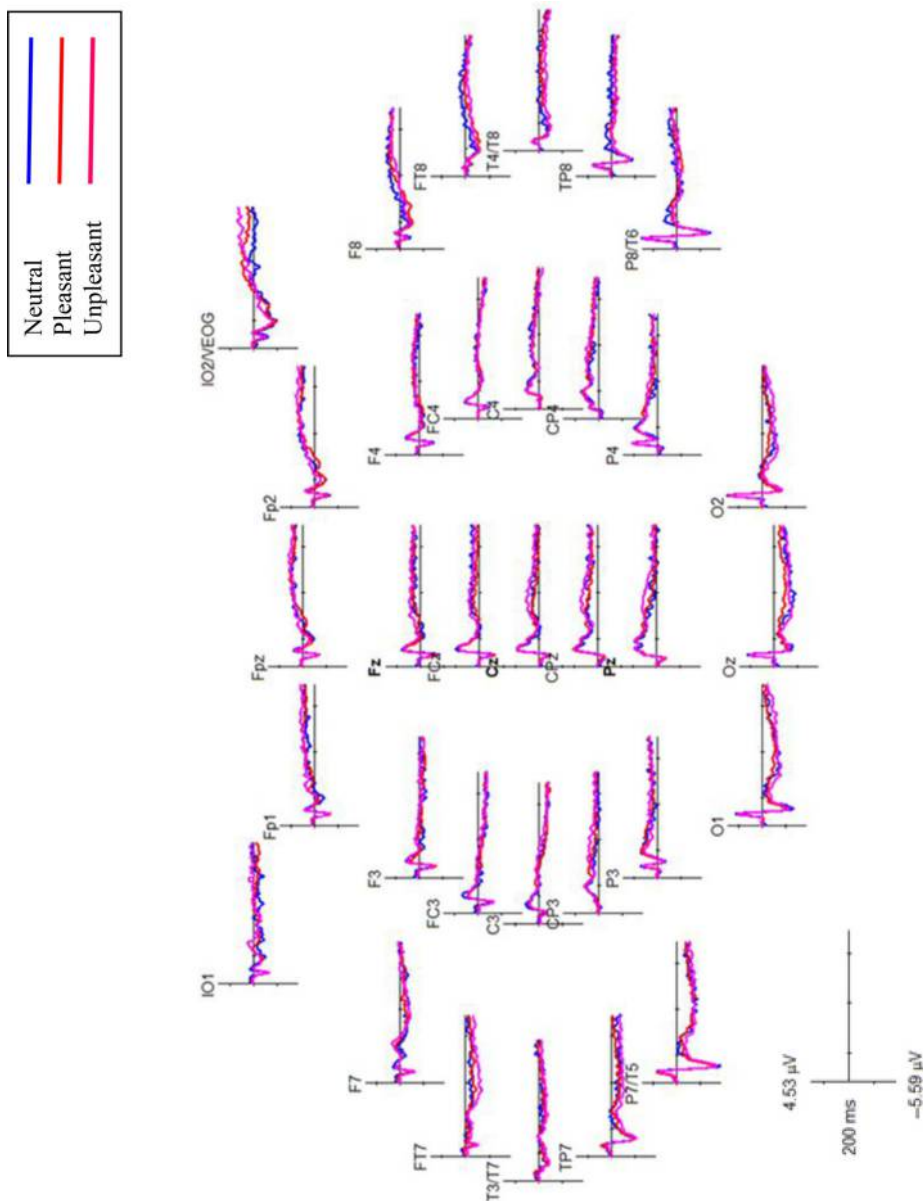 Neutral
Pleasant
Unpleasant
IO1
Fp1
Fpz
Fp2
IO2/VEOG
F7
F3
Fz
F4
F8
FT7
FC3
FCz
FC4
FT8
T3/T7
C3
Cz
C4
T4/T8
TP7
CP3
CPZ
CP4
TP8
P7/T5
P3
Pz
P4
P8/T6
O1
Oz
O2
4.53 μV
200 ms
−5.59 μV